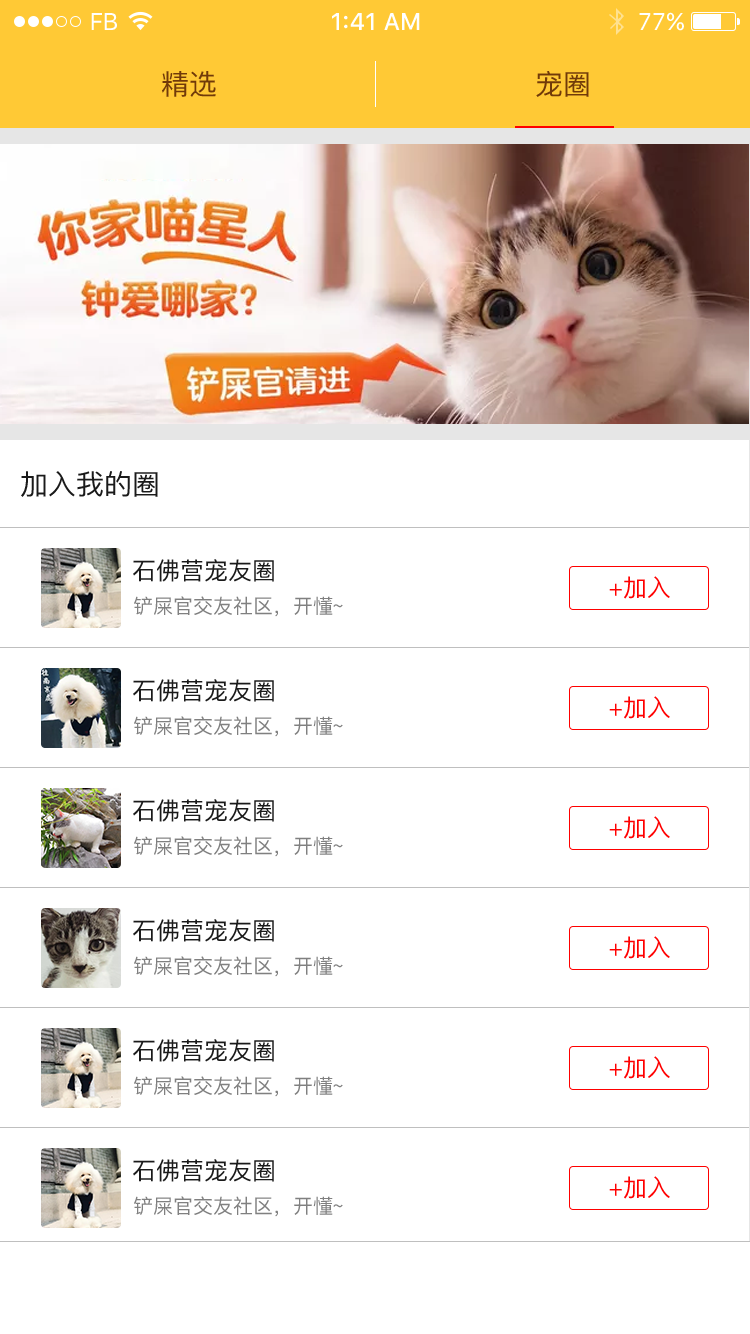 FB 1:41 AM 77%
精选 宠圈
你家喵星人
钟爱哪家?
铲屎官请进
加入我的圈
石佛营宠友圈
铲屎官交友社区，开懂~
+加入
石佛营宠友圈
铲屎官交友社区，开懂~
+加入
石佛营宠友圈
铲屎官交友社区，开懂~
+加入
石佛营宠友圈
铲屎官交友社区，开懂~
+加入
石佛营宠友圈
铲屎官交友社区，开懂~
+加入
石佛营宠友圈
铲屎官交友社区，开懂~
+加入